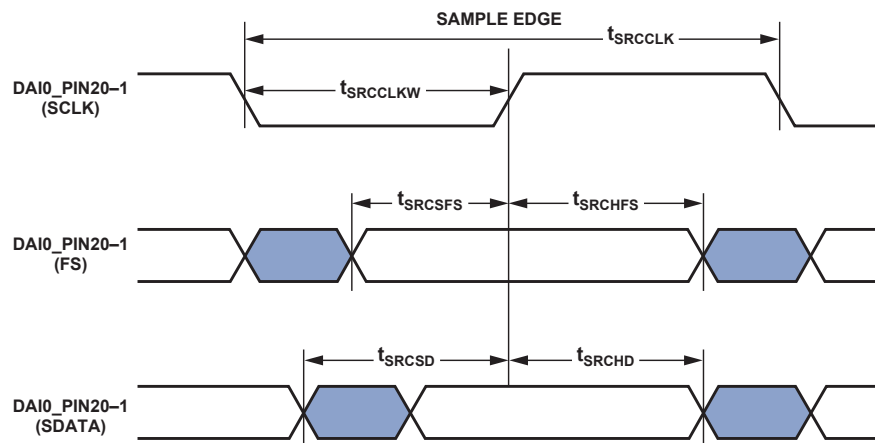 SAMPLE EDGE
tSRCCLK
DAI0_PIN20–1
(SCLK)
tSRCCLKW
DAI0_PIN20–1
(FS)
tSRCSFS
tSRCHFS
DAI0_PIN20–1
(SDATA)
tSRCSD
tSRCHD